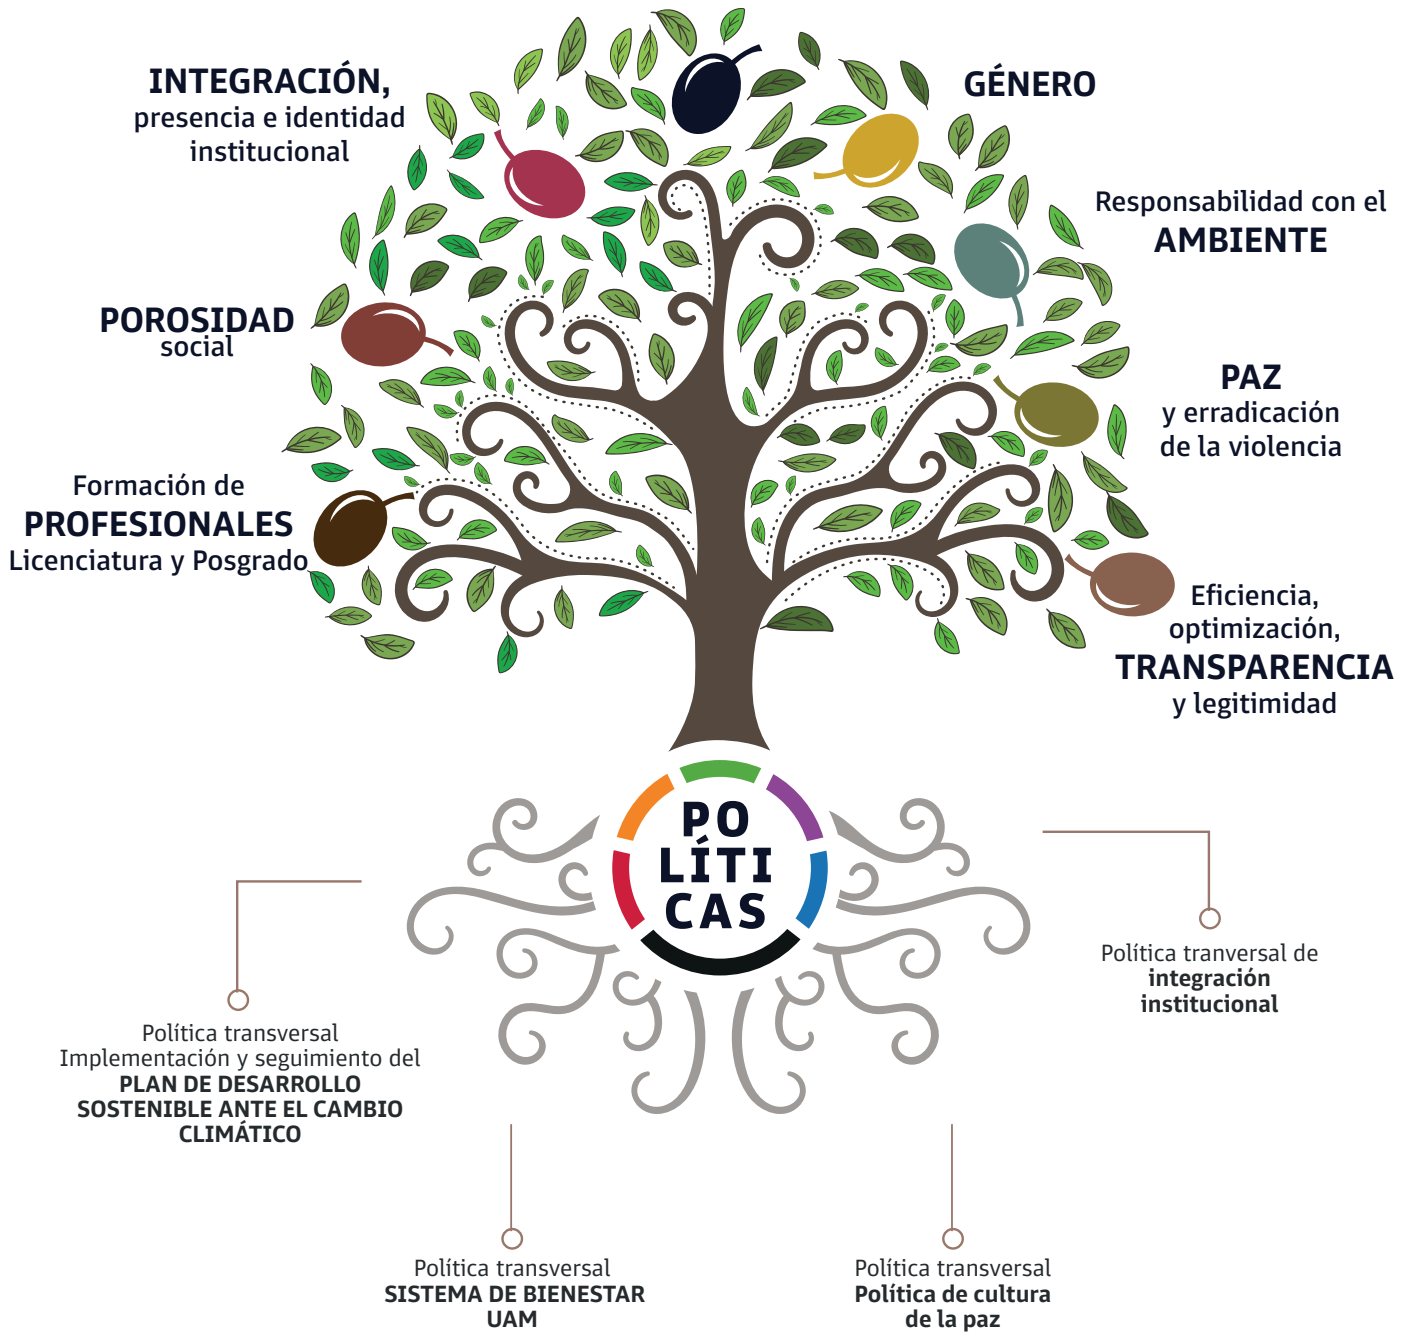 INTEGRACIÓN,
presencia e identidad
institucional
GÉNERO
Responsabilidad con el
AMBIENTE
POROSIDAD
social
PAZ
y erradicación
de la violencia
Formación de
PROFESIONALES
Licenciatura y Posgrado
Eficiencia,
optimización,
TRANSPARENCIA
y legitimidad
PO
LÍTI
CAS
Política tranversal de
integración
institucional
Política transversal
Implementación y seguimiento del
PLAN DE DESARROLLO
SOSTENIBLE ANTE EL CAMBIO
CLIMÁTICO
Política transversal
SISTEMA DE BIENESTAR
UAM
Política transversal
Política de cultura
de la paz